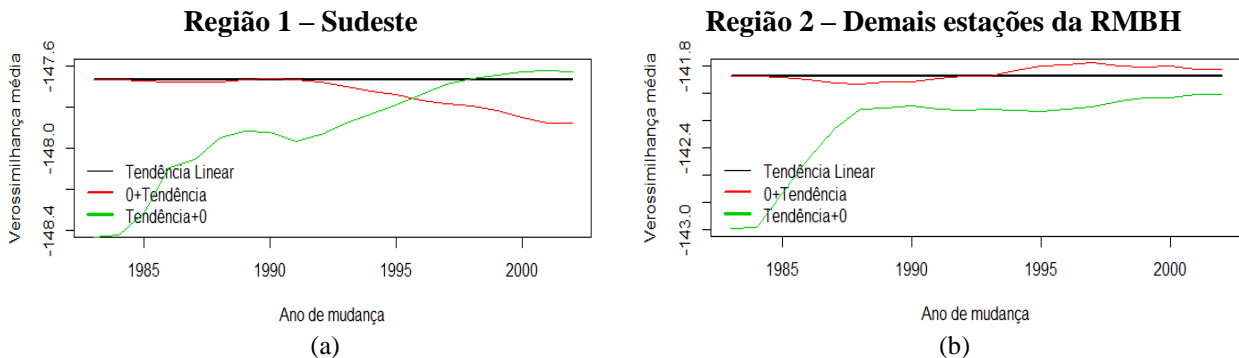 Região 1 – Sudeste
Verossimilhança média
-147.6
-148.0
-148.4
Tendência Linear
0+Tendência
Tendência+0
1985 1990 1995 2000
Ano de mudança
(a)
Região 2 – Demais estações da RMBH
Verossimilhança média
-141.8
-142.4
-143.0
Tendência Linear
0+Tendência
Tendência+0
1985 1990 1995 2000
Ano de mudança
(b)